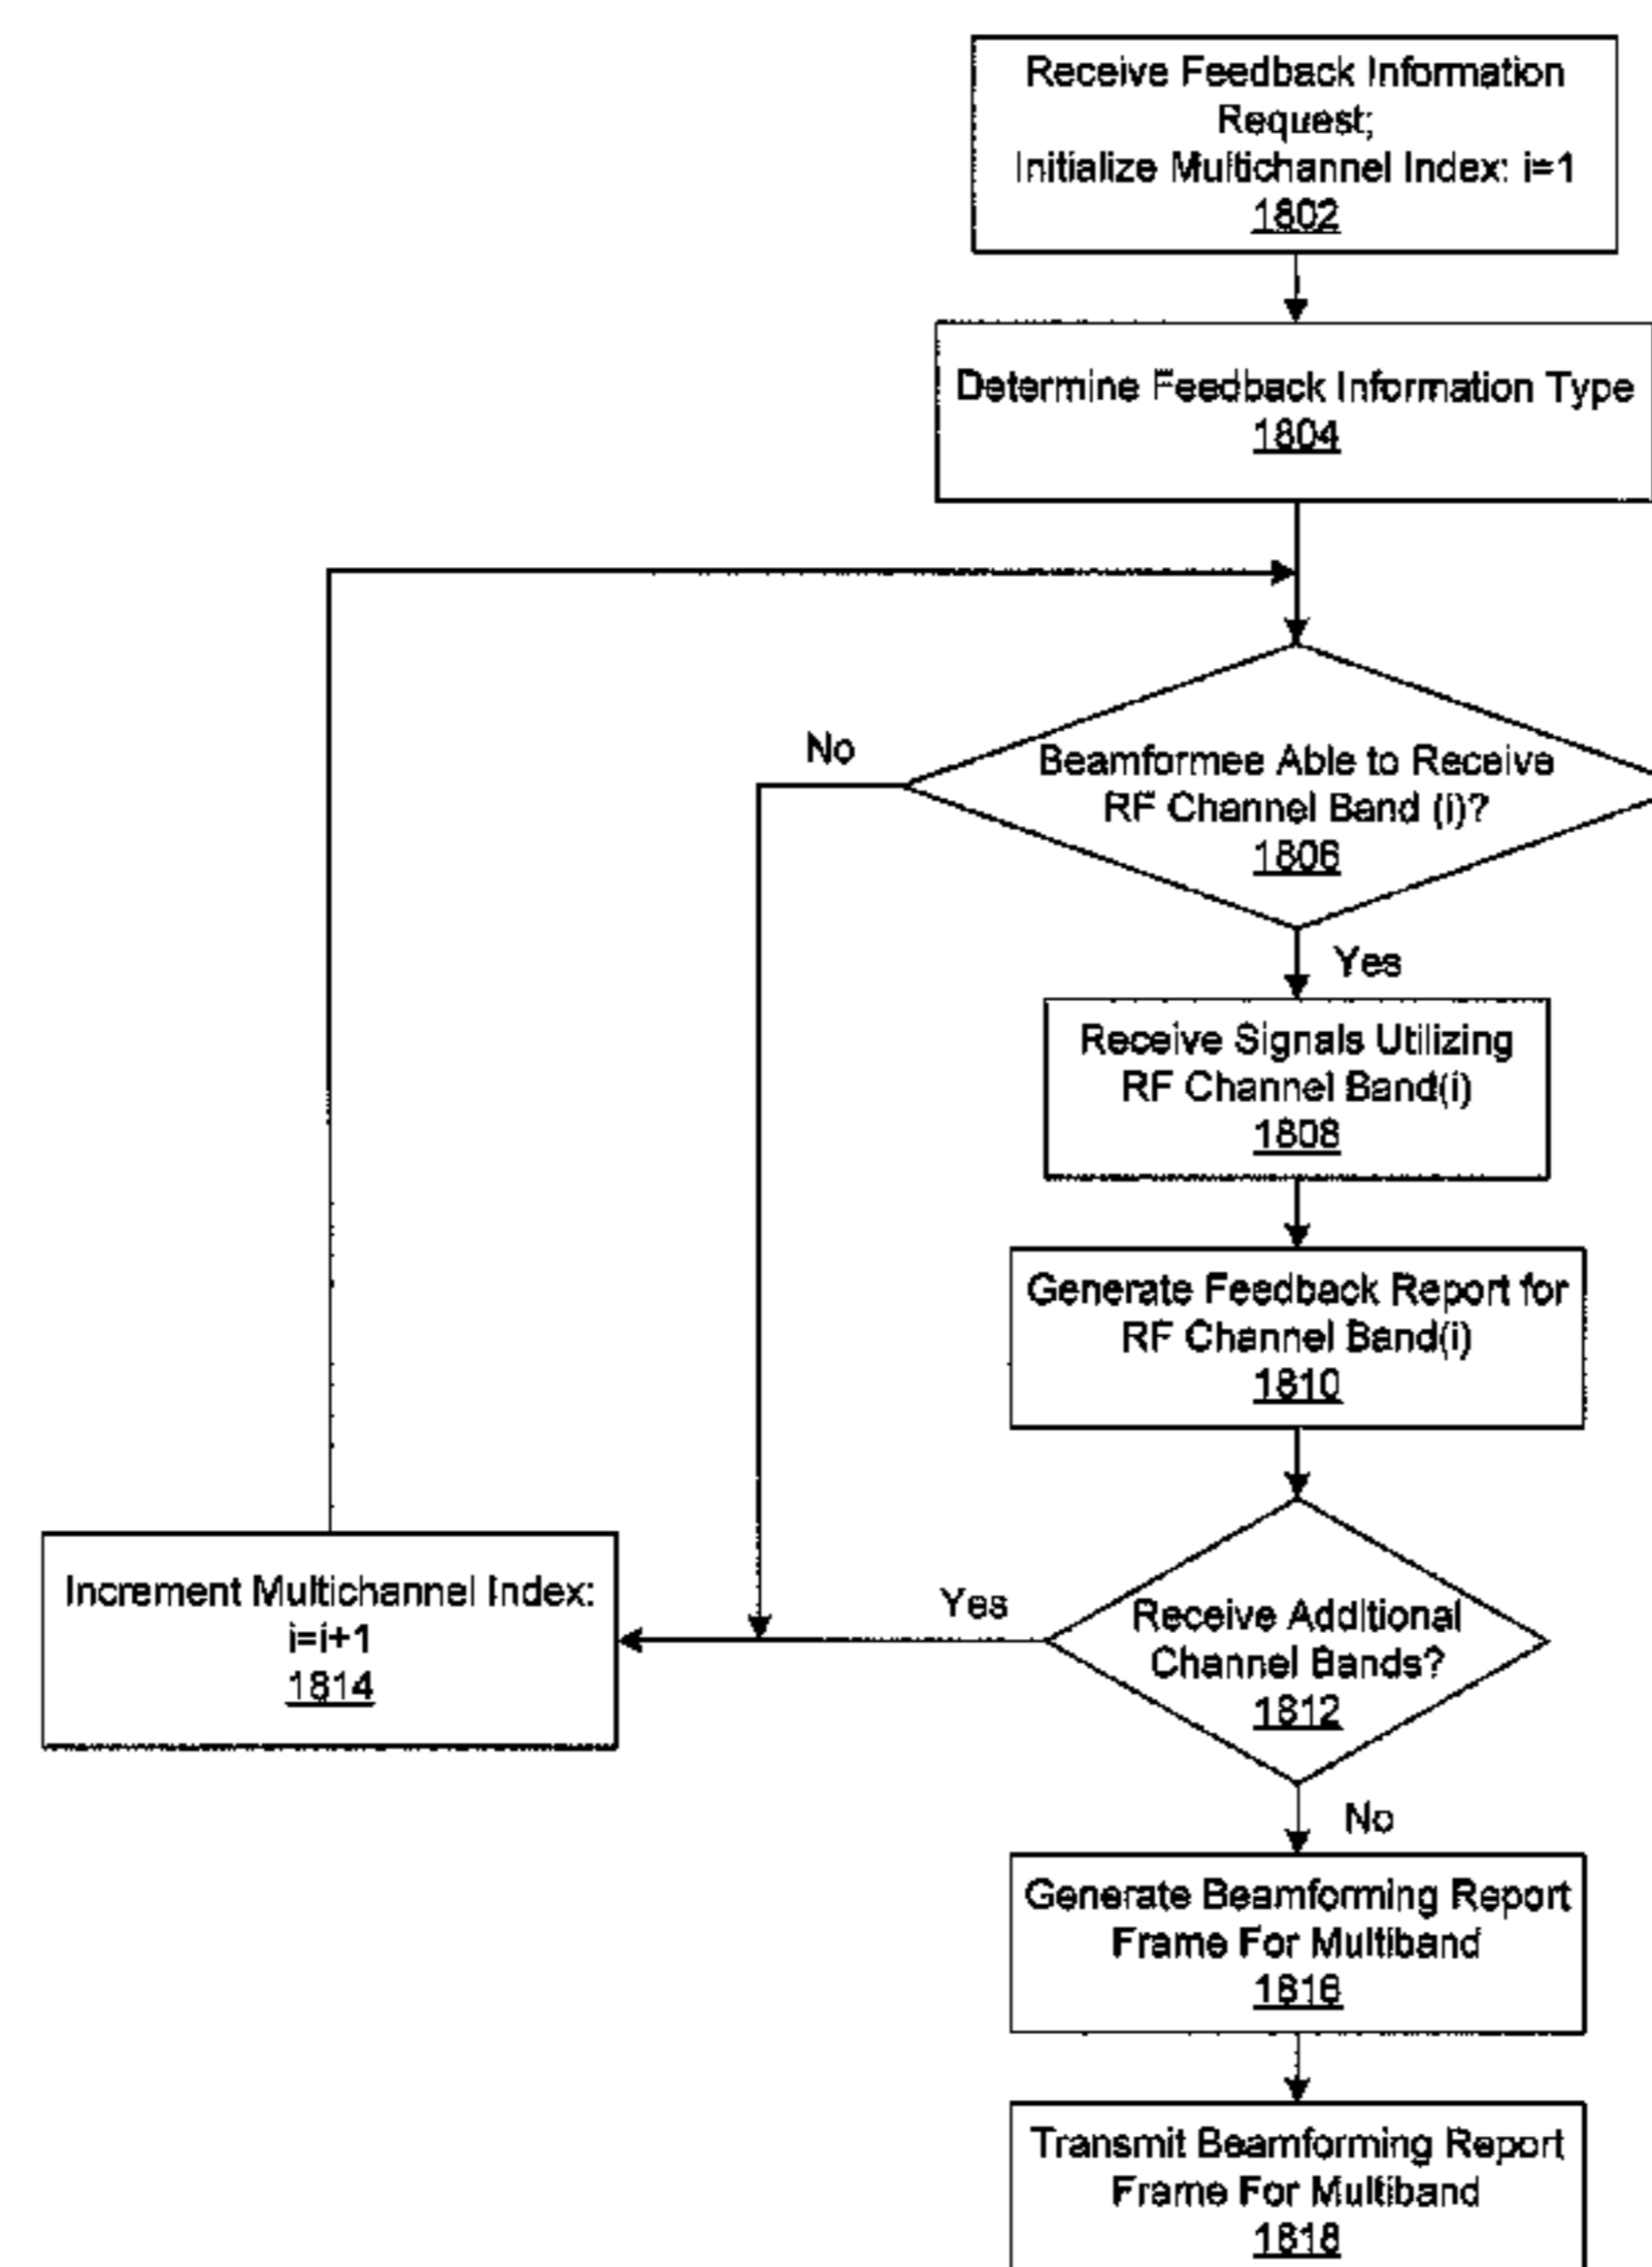 Receive Feedback Information
Request;
Initialize Multichannel Index: i=1
1802
Determine Feedback Information Type
1804
No
Beamformee Able to Receive
RF Channel Band (i)?
1806
Yes
Receive Signals Utilizing
RF Channel Band(i)
1808
Generate Feedback Report for
RF Channel Band(i)
1810
Increment Multichannel Index:
i=i+1
1814
Yes
Receive Additional
Channel Bands?
1812
No
Generate Beamforming Report
Frame For Multiband
1816
Transmit Beamforming Report
Frame For Multiband
1818